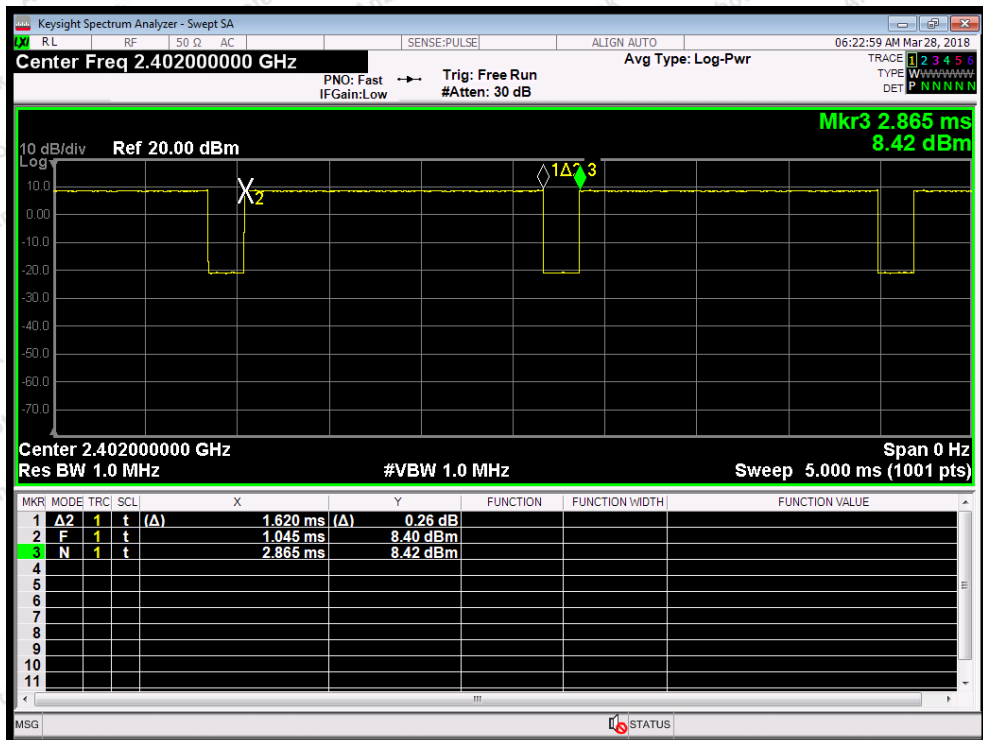 Keysight Spectrum Analyzer - Swept SA
LXI RL RF 50 Ω AC SENSE:PULSE ALIGN AUTO 06:22:59 AM Mar 28, 2018
Center Freq 2.402000000 GHz Avg Type: Log-Pwr TRACE 1 2 3 4 5 6
PNO: Fast Trig: Free Run TYPE W
IFGain:Low #Atten: 30 dB DET P N N N N N
Mkr3 2.865 ms
10 dB/div Ref 20.00 dBm 8.42 dBm
Log
1Δ2 3
10.0
2
0.00
-10.0
-20.0
-30.0
-40.0
-50.0
-60.0
-70.0
Center 2.402000000 GHz Span 0 Hz
Res BW 1.0 MHz #VBW 1.0 MHz Sweep 5.000 ms (1001 pts)
MKR MODE TRC SCL X Y FUNCTION FUNCTION WIDTH FUNCTION VALUE
1 Δ2 1 t (Δ) 1.620 ms (Δ) 0.26 dB
2 F 1 t 1.045 ms 8.40 dBm
3 N 1 t 2.865 ms 8.42 dBm
4
5
6
7
8
9
10
11
MSG STATUS